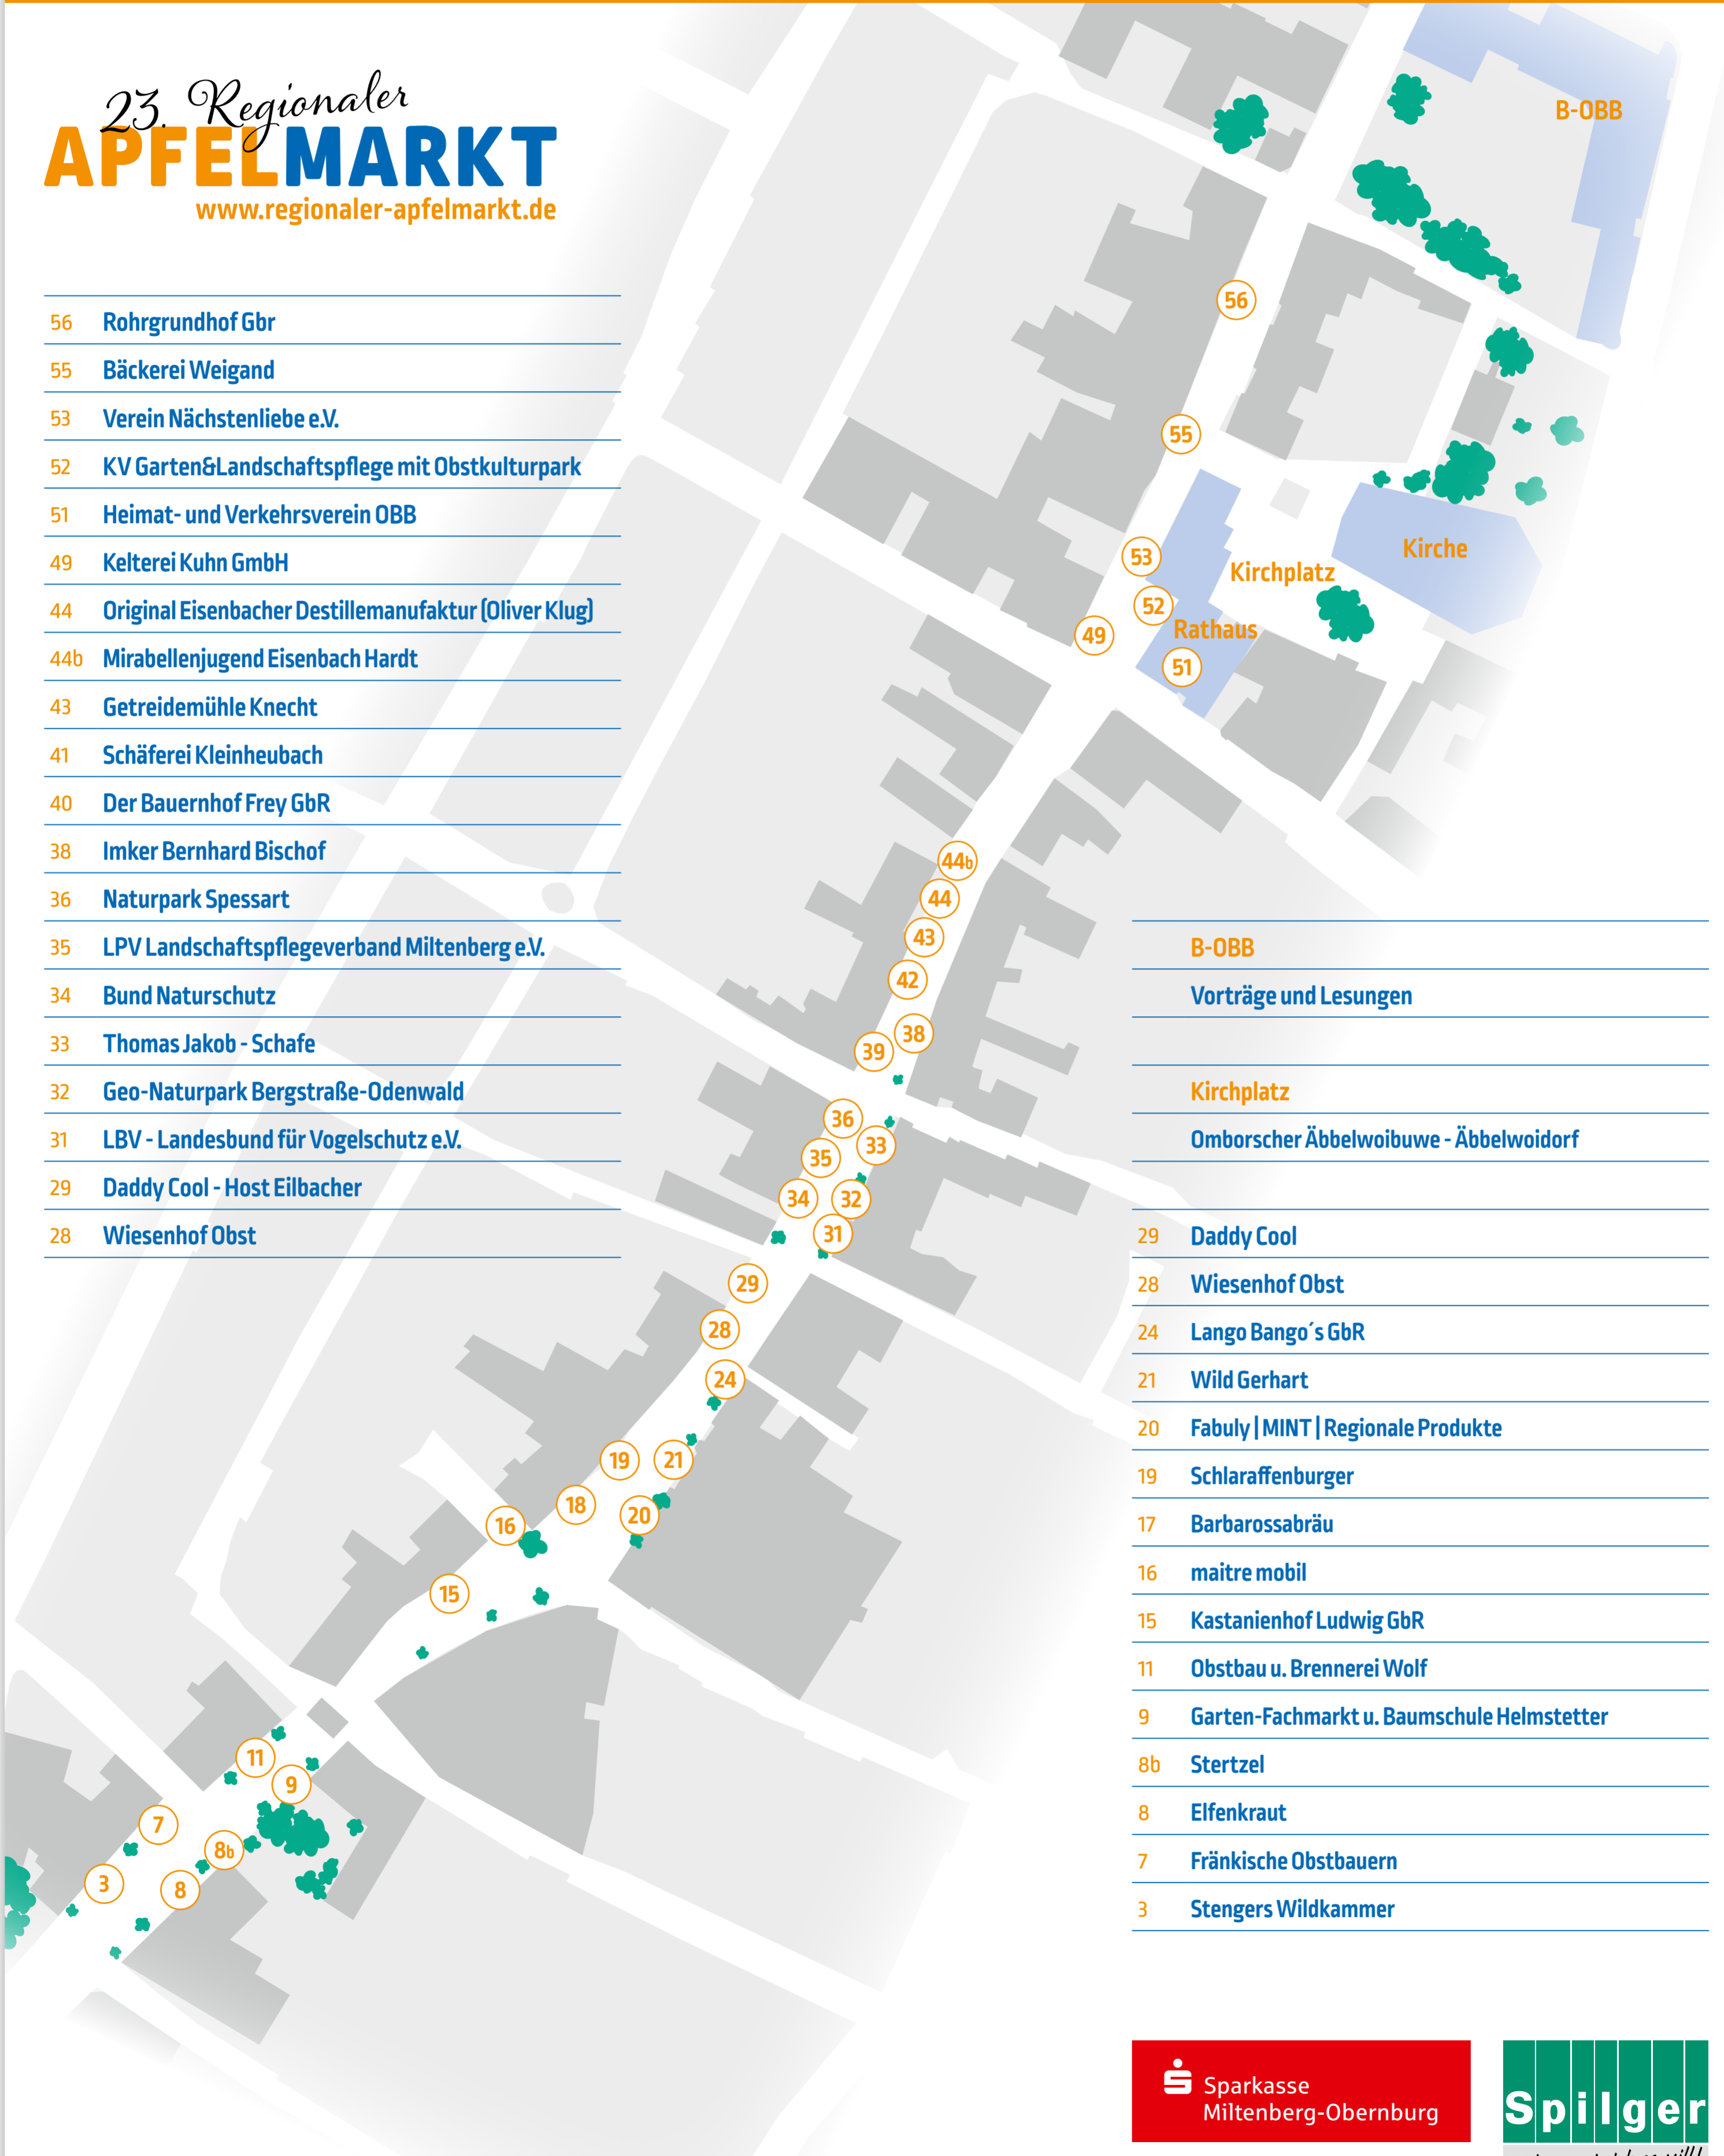 23. Regionaler
APFELMARKT
www.regionaler-apfelmarkt.de
56 Rohrgrundhof Gbr
55 Bäckerei Weigand
53 Verein Nächstenliebe e.V.
52 KV Garten&Landschaftspflege mit Obstkulturpark
51 Heimat- und Verkehrsverein OBB
49 Kelterei Kuhn GmbH
44 Original Eisenbacher Destillemanufaktur (Oliver Klug)
44b Mirabellenjugend Eisenbach Hardt
43 Getreidemühle Knecht
41 Schäferei Kleinheubach
40 Der Bauernhof Frey GbR
38 Imker Bernhard Bischof
36 Naturpark Spessart
35 LPV Landschaftspflegeverband Miltenberg e.V.
34 Bund Naturschutz
33 Thomas Jakob - Schafe
32 Geo-Naturpark Bergstraße-Odenwald
31 LBV - Landesbund für Vogelschutz e.V.
29 Daddy Cool - Host Eilbacher
28 Wiesenhof Obst
B-OBB
56
55
Kirche
53
Kirchplatz
52
49
Rathaus
51
44b
44
43
42
38
39
36
33
35
34
32
31
29
28
24
19
21
18
20
16
15
11
9
7
8b
3
8
B-OBB
Vorträge und Lesungen
Kirchplatz
Omborscher Äbbelwoibuwe - Äbbelwoidorf
29 Daddy Cool
28 Wiesenhof Obst
24 Lango Bango´s GbR
21 Wild Gerhart
20 Fabuly | MINT | Regionale Produkte
19 Schlaraffenburger
17 Barbarossabräu
16 maitre mobil
15 Kastanienhof Ludwig GbR
11 Obstbau u. Brennerei Wolf
9 Garten-Fachmarkt u. Baumschule Helmstetter
8b Stertzel
8 Elfenkraut
7 Fränkische Obstbauern
3 Stengers Wildkammer
Sparkasse
Miltenberg-Obernburg
Spilger